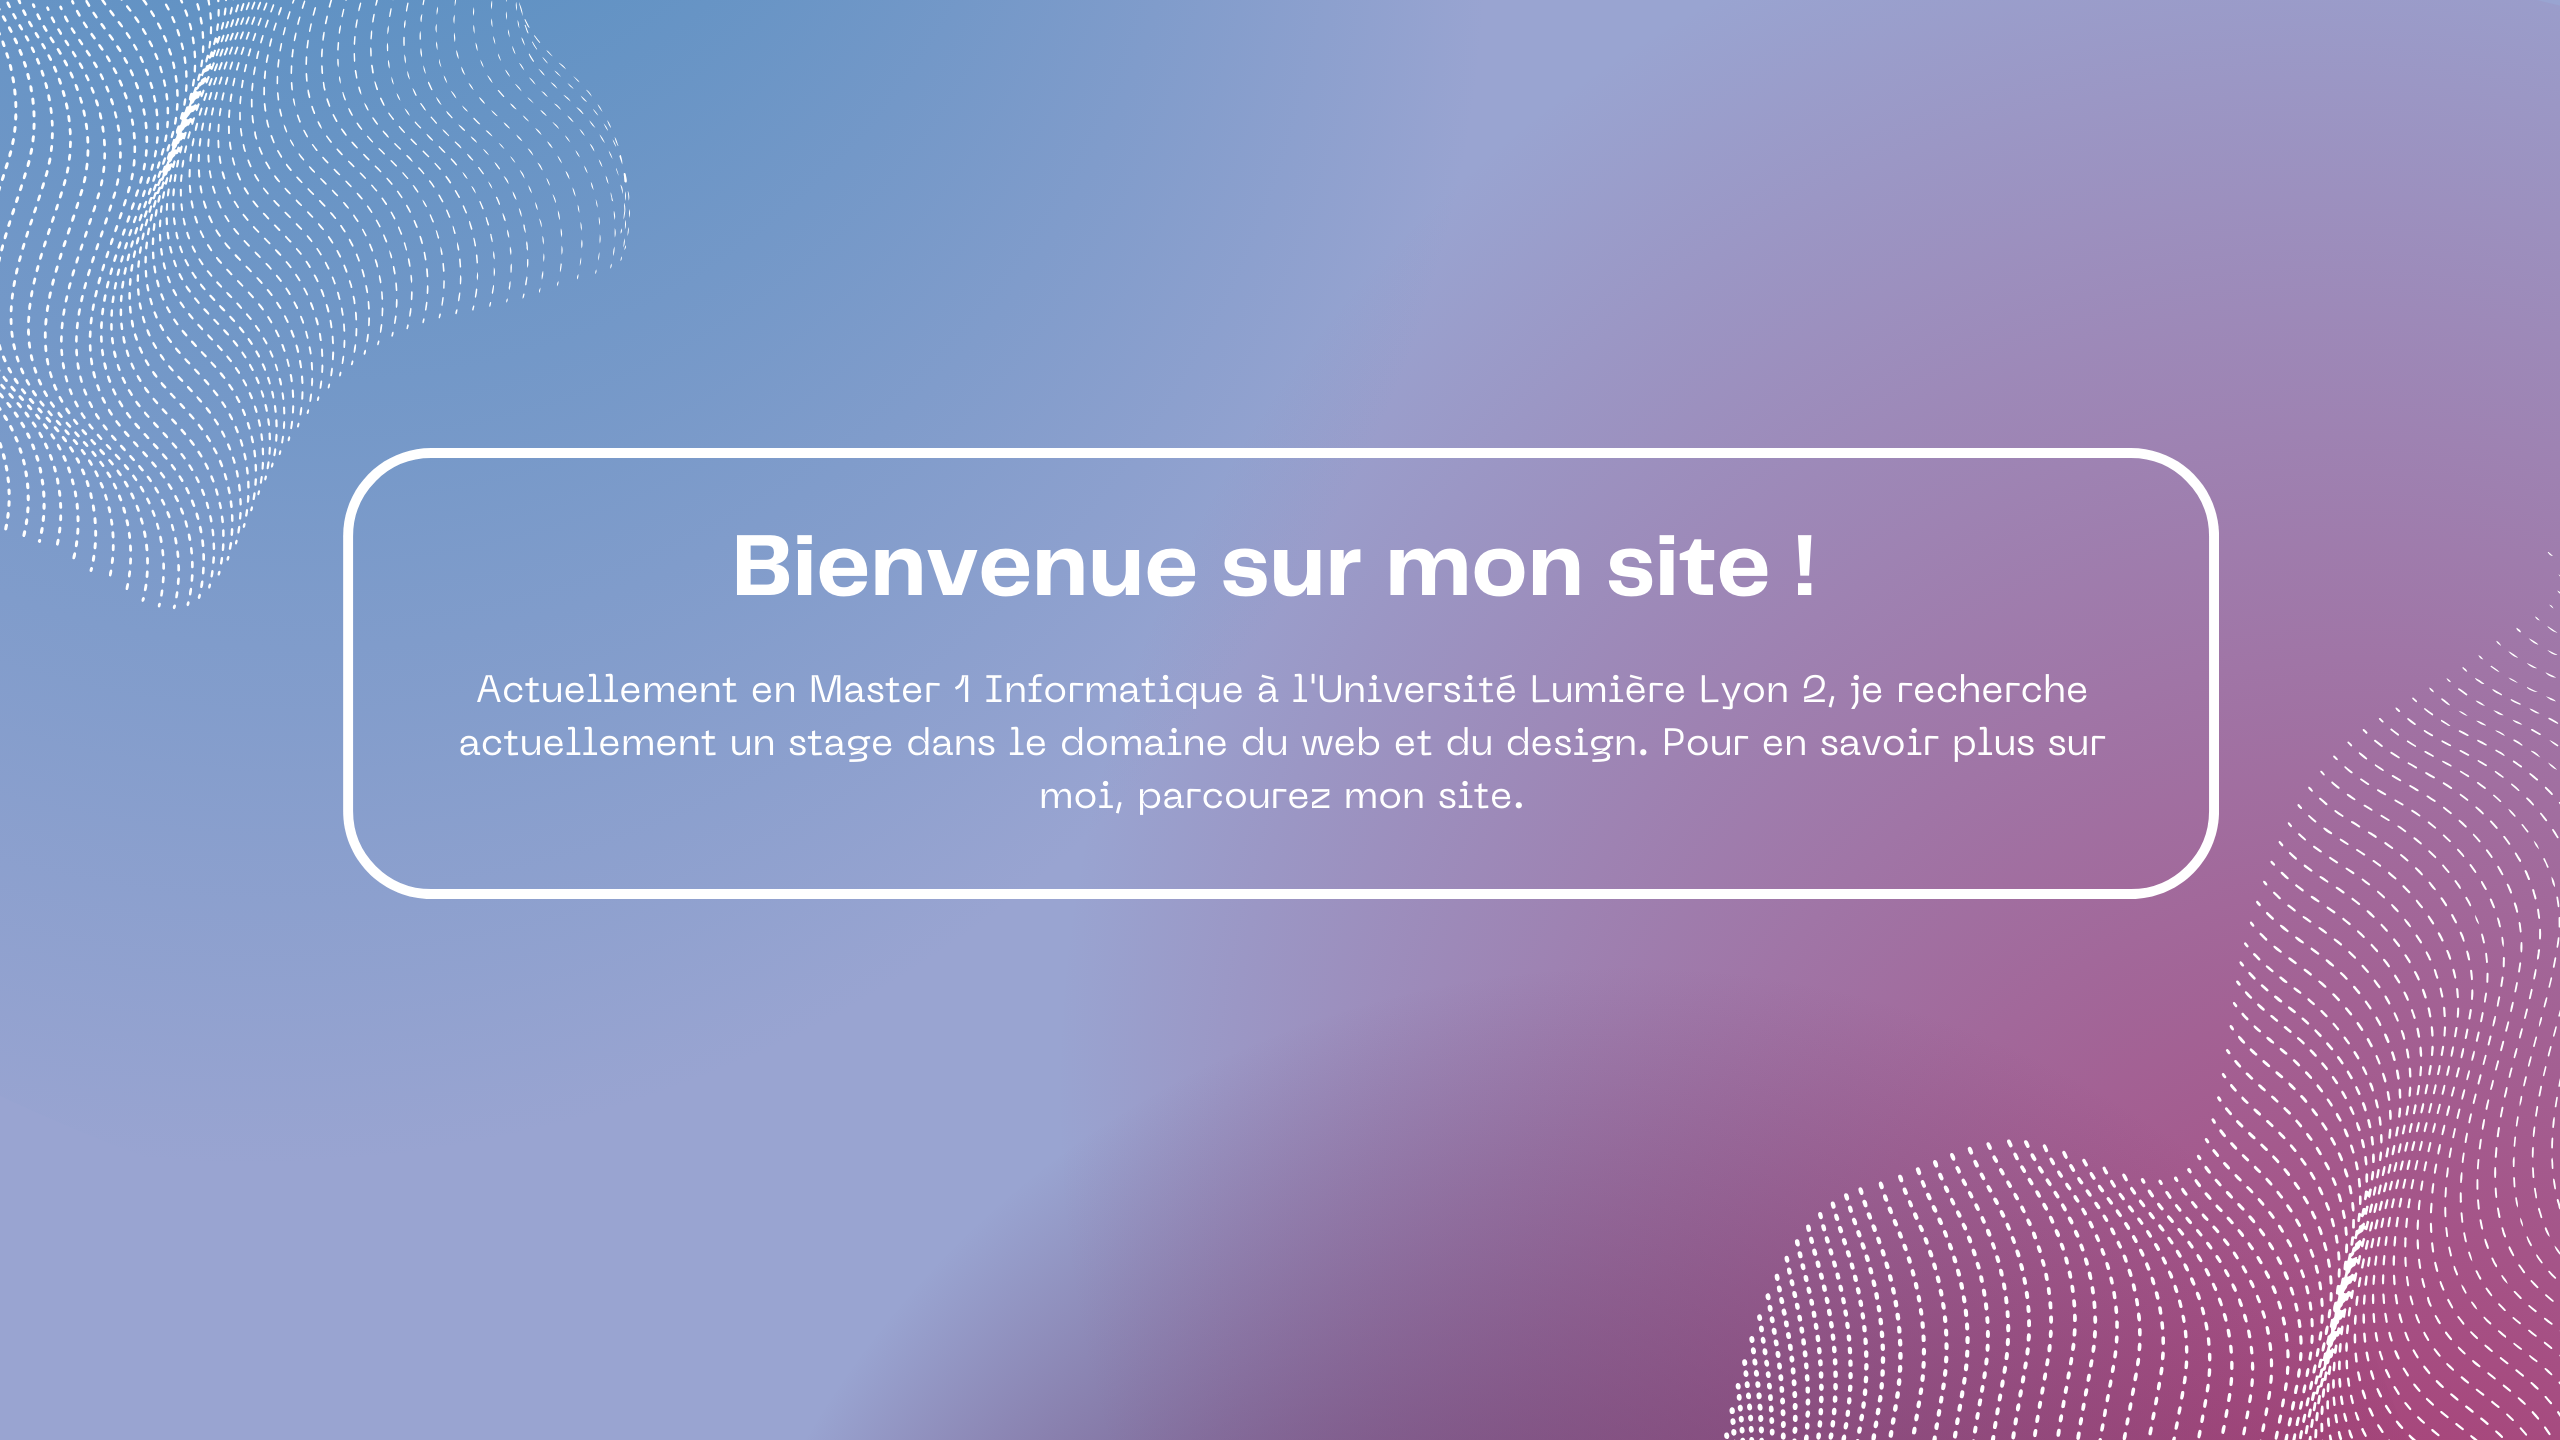 Bienvenue sur mon site !
Actuellement en Master 1 Informatique à l'Université Lumière Lyon 2, je recherche
actuellement un stage dans le domaine du web et du design. Pour en savoir plus sur
moi, parcourez mon site.